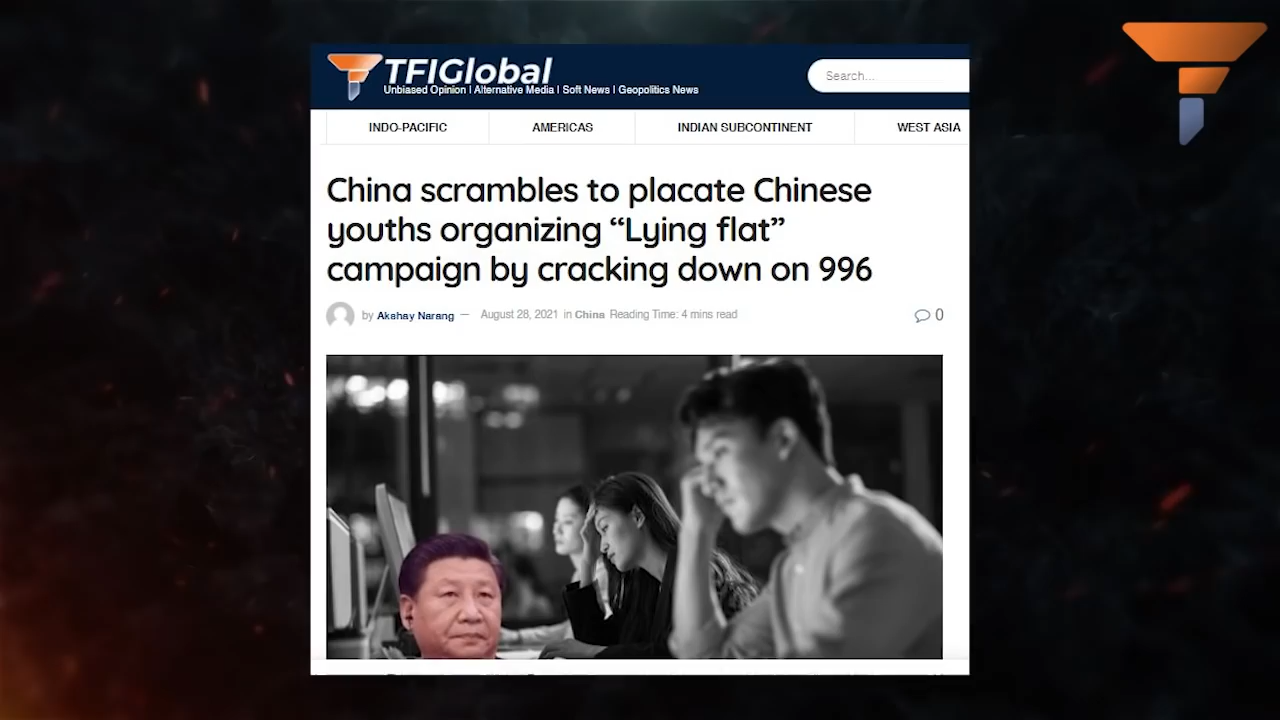 TFIGlobal
Unbiased Opinion I Alternative Media I Soft News I Geopolitics News
Search...
INDO-PACIFIC AMERICAS INDIAN SUBCONTINENT WEST ASIA
China scrambles to placate Chinese
youths organizing “Lying flat”
campaign by cracking down on 996
by Akshay Narang — August 28, 2021 in China Reading Time: 4 mins read 0